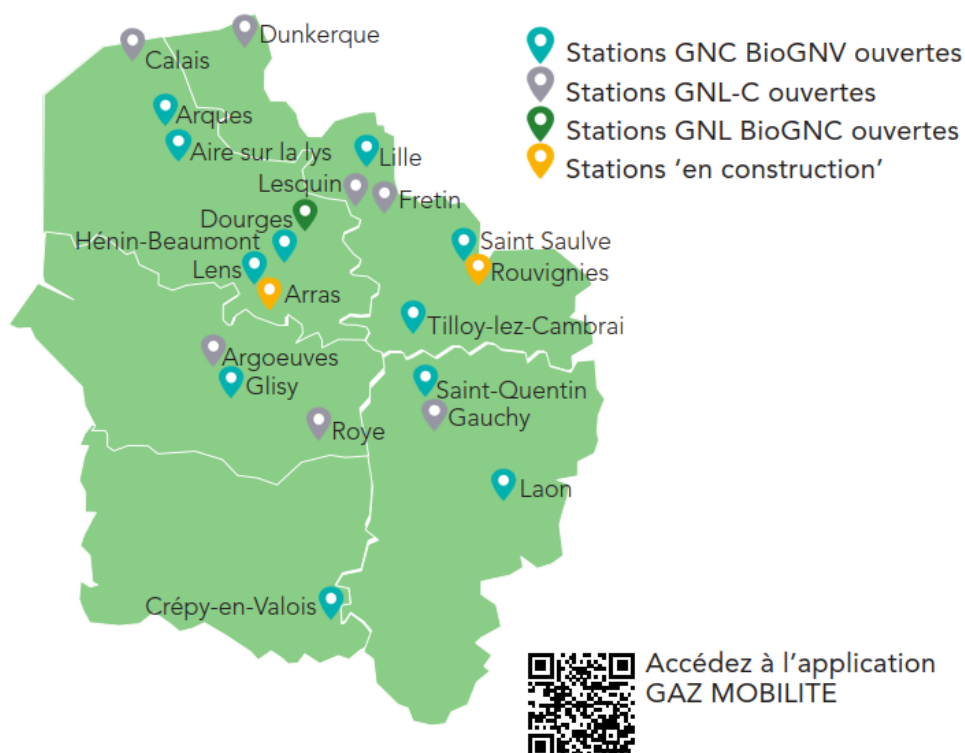 Dunkerque
Calais
Stations GNC BioGNV ouvertes
Stations GNL-C ouvertes
Stations GNL BioGNC ouvertes
Stations ‘en construction’
Arques
Aire sur la lys
Lille
Lesquin
Fretin
Dourges
Hénin-Beaumont
Saint Saulve
Lens
Rouvignies
Arras
Tilloy-lez-Cambrai
Argoeuves
Glisy
Saint-Quentin
Gauchy
Roye
Laon
Crépy-en-Valois
Accédez à l’application
GAZ MOBILITE